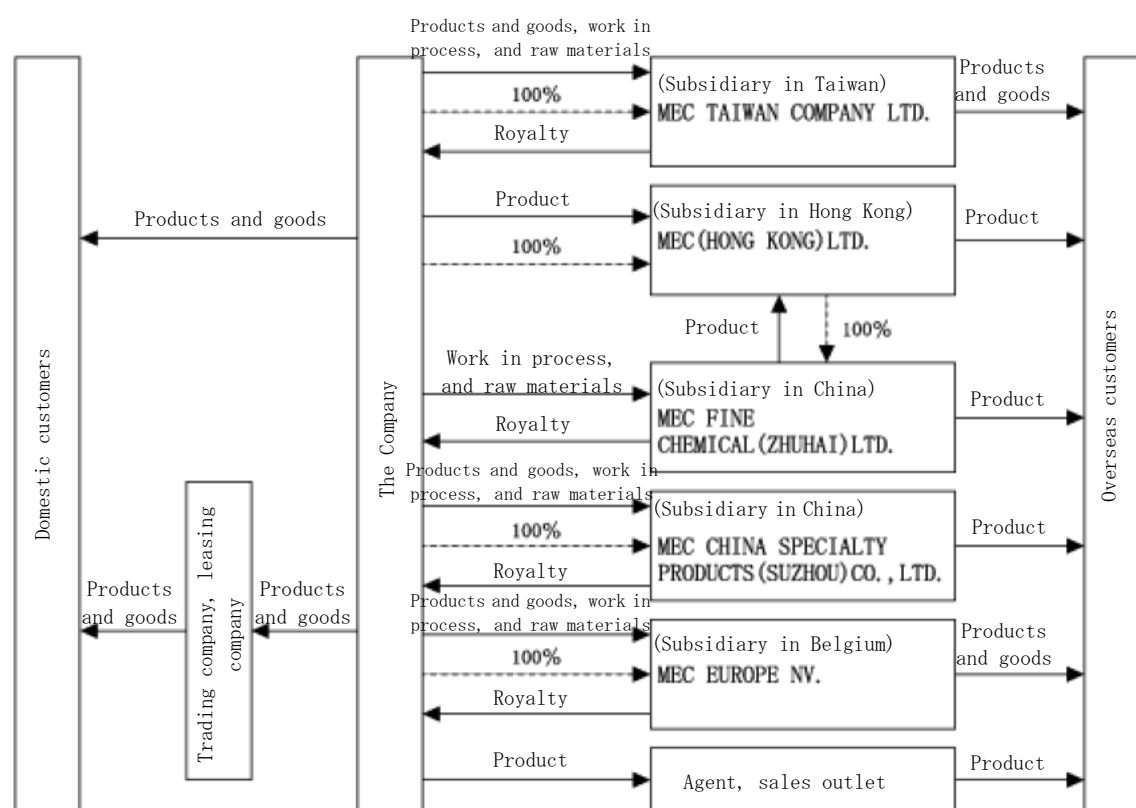 Products and goods, work in
process, and raw materials
100%
Royalty
(Subsidiary in Taiwan)
MEC TAIWAN COMPANY LTD.
Products
and goods
Products and goods
Product
100%
(Subsidiary in Hong Kong)
MEC(HONG KONG)LTD.
Product
Product
100%
Work in process,
and raw materials
Royalty
(Subsidiary in China)
MEC FINE
CHEMICAL(ZHUHAI)LTD.
Product
Domestic customers
The Company
Overseas customers
Products and goods, work in
process, and raw materials
100%
Royalty
(Subsidiary in China)
MEC CHINA SPECIALTY
PRODUCTS(SUZHOU)CO.,LTD.
Product
Products
and goods
Trading company, leasing
company
Products
and goods
Products and goods, work in
process, and raw materials
100%
Royalty
(Subsidiary in Belgium)
MEC EUROPE NV.
Products
and goods
Product
Agent, sales outlet
Product